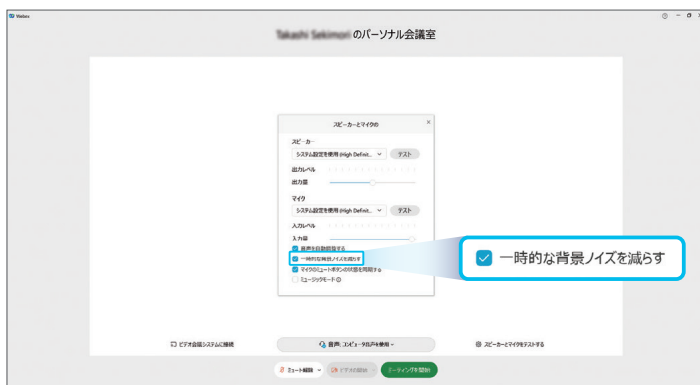 Webex
のパーソナル会議室
スピーカーとマイクの
スピーカー
システム設定を使用 (High Definit...
テスト
出力レベル
出力量
マイク
システム設定を使用 (High Definit...
テスト
入力レベル
入力量
音声を自動調整する
一時的な背景ノイズを減らす
マイクのミュートボタンの状態を同期する
ミュージックモード
一時的な背景ノイズを減らす
ビデオ会議システムに接続
音声: コンピュータ音声を使用
スピーカーとマイクをテストする
ミュート解除
ビデオの開始
ミーティングを開始